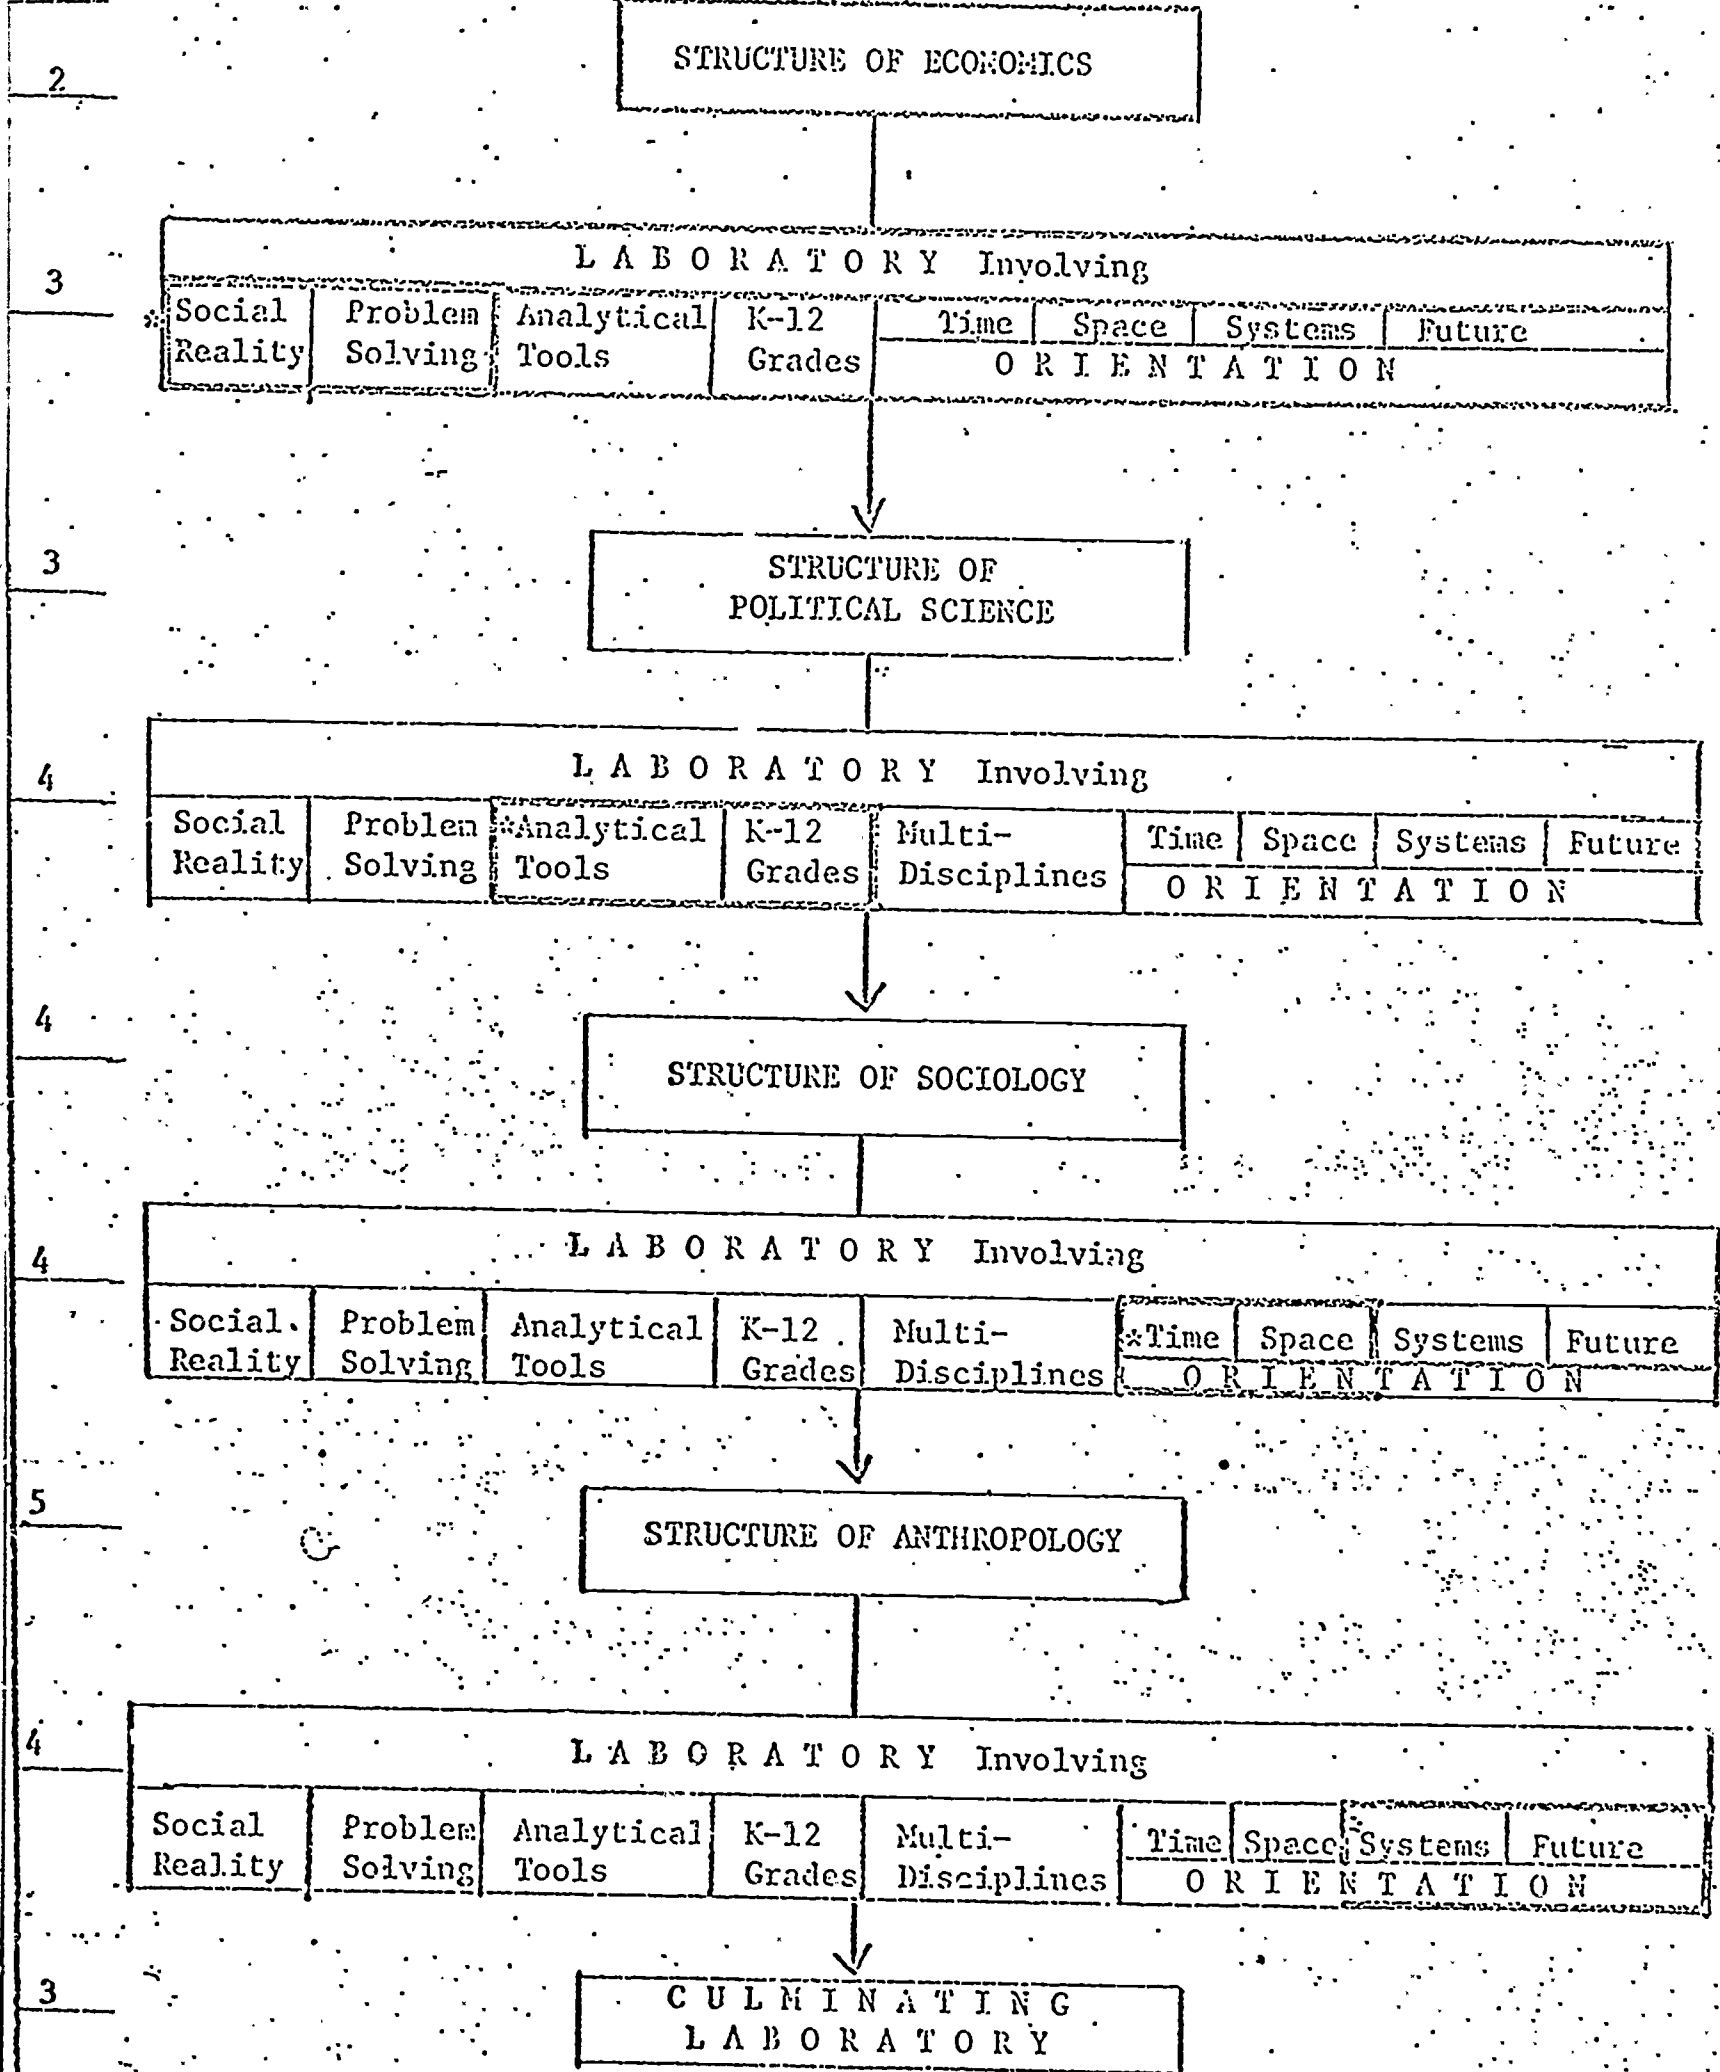 2
STRUCTURE OF ECONOMICS
3
L A B O R A T O R Y Involving
*Social Reality
Problem Solving
Analytical Tools
K-12 Grades
Time Space Systems Future
O R I E N T A T I O N
3
STRUCTURE OF
POLITICAL SCIENCE
4
L A B O R A T O R Y Involving
Social Reality
Problem Solving
*Analytical Tools
K-12 Grades
Multi-Disciplines
Time Space Systems Future
O R I E N T A T I O N
4
STRUCTURE OF SOCIOLOGY
4
L A B O R A T O R Y Involving
Social Reality
Problem Solving
Analytical Tools
K-12 Grades
Multi-Disciplines
*Time Space Systems Future
O R I E N T A T I O N
5
STRUCTURE OF ANTHROPOLOGY
4
L A B O R A T O R Y Involving
Social Reality
Problem Solving
Analytical Tools
K-12 Grades
Multi-Disciplines
Time Space *Systems Future
O R I E N T A T I O N
3
C U L M I N A T I N G
L A B O R A T O R Y